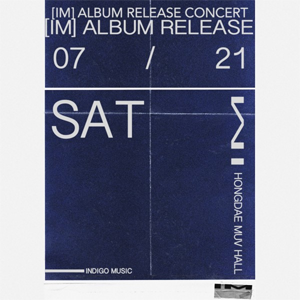 [IM] ALBUM RELEASE CONCERT
[IM] ALBUM RELEASE
07 / 21
SAT
HONGDAE MUV HALL
INDIGO MUSIC